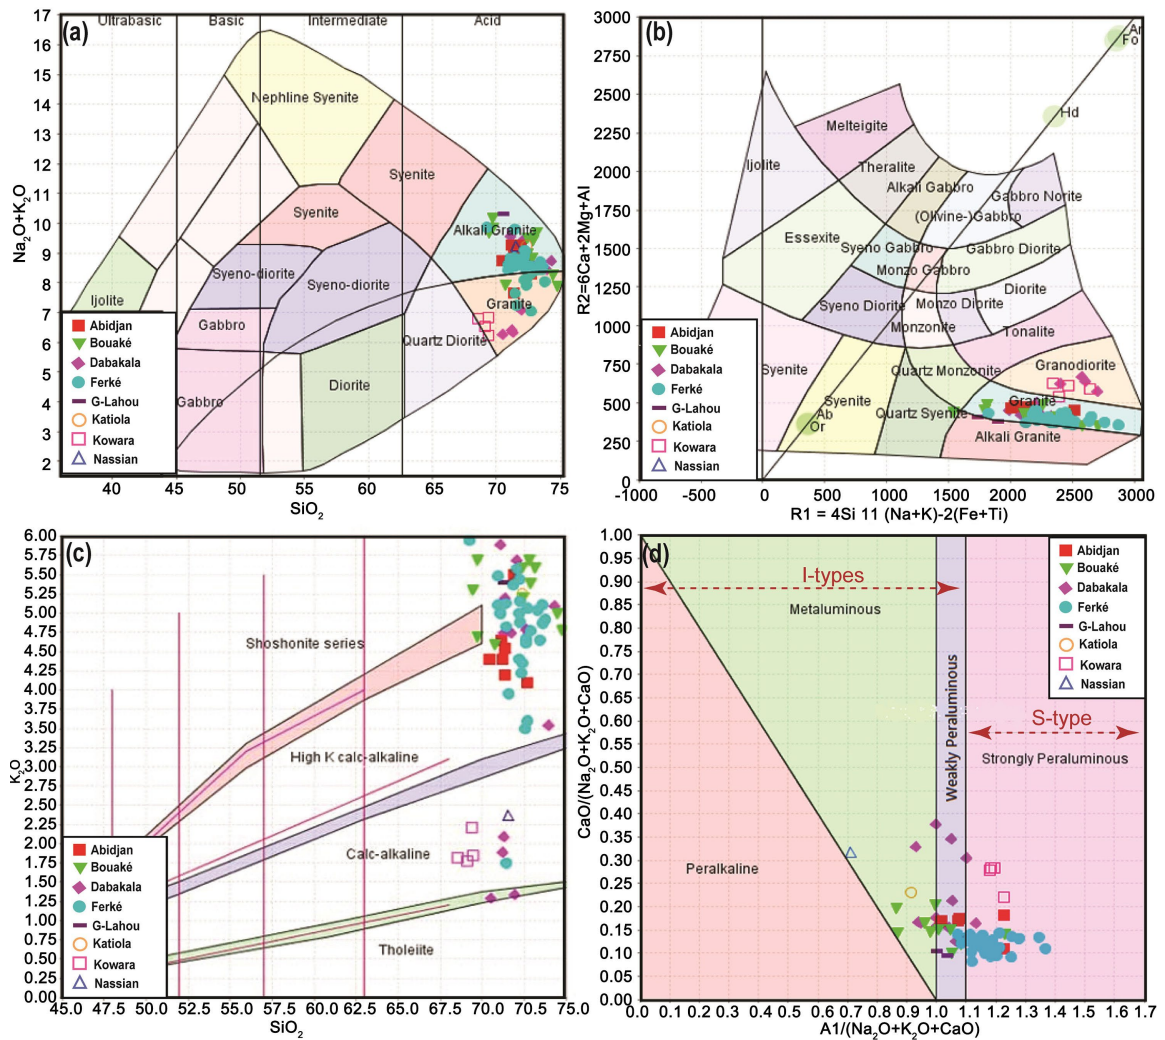 (a)
Ultrabasic Basic Intermediate Acid
17
16
15
14
13
12
11
10
9
8
7
6
5
4
3
2
Na2O+K2O
Nephline Syenite
Syenite
Syenite
Alkali Granite
Syeno-diorite
Syeno-diorite
Ijolite
Granite
Gabbro
Quartz Diorite
Diorite
Gabbro
Abidjan
Bouaké
Dabakala
Ferké
G-Lahou
Katiola
Kowara
Nassian
40 45 50 55 60 65 70 75
SiO2
(b)
3000
2750
2500
2250
2000
1750
1500
1250
1000
750
500
250
0
R2=6Ca+2Mg+Al
An
Fo
Hd
Melteigite
Ijolite
Theralite
Alkali Gabbro
Gabbro Norite
(Olivine-)Gabbro
Essexite
Syeno Gabbro
Gabbro Diorite
Monzo Gabbro
Diorite
Syeno Diorite
Monzo Diorite
Monzonite
Tonalite
Syenite
Quartz Monzonite
Granodiorite
Syenite
Granite
Ab
Or
Quartz Syenite
Alkali Granite
Abidjan
Bouaké
Dabakala
Ferké
G-Lahou
Katiola
Kowara
Nassian
-1000 -500 0 500 1000 1500 2000 2500 3000
R1 = 4Si 11 (Na+K)-2(Fe+Ti)
(c)
6.00
5.75
5.50
5.25
5.00
4.75
4.50
4.25
4.00
3.75
3.50
3.25
3.00
2.75
2.50
2.25
2.00
1.75
1.50
1.25
1.00
0.75
0.50
0.25
0.00
K2O
Shoshonite series
High K calc-alkaline
Calc-alkaline
Tholeiite
Abidjan
Bouaké
Dabakala
Ferké
G-Lahou
Katiola
Kowara
Nassian
45.0 47.5 50.0 52.5 55.0 57.5 60.0 62.5 65.0 67.5 70.0 72.5 75.0
SiO2
(d)
1.00
0.95
0.90
0.85
0.80
0.75
0.70
0.65
0.60
0.55
0.50
0.45
0.40
0.35
0.30
0.25
0.20
0.15
0.10
0.05
0.00
CaO/(Na2O+K2O+CaO)
I-types
Metaluminous
Weakly Peraluminous
S-type
Strongly Peraluminous
Peralkaline
Abidjan
Bouaké
Dabakala
Ferké
G-Lahou
Katiola
Kowara
Nassian
0.0 0.1 0.2 0.3 0.4 0.5 0.6 0.7 0.8 0.9 1.0 1.1 1.2 1.3 1.4 1.5 1.6 1.7
A1/(Na2O+K2O+CaO)